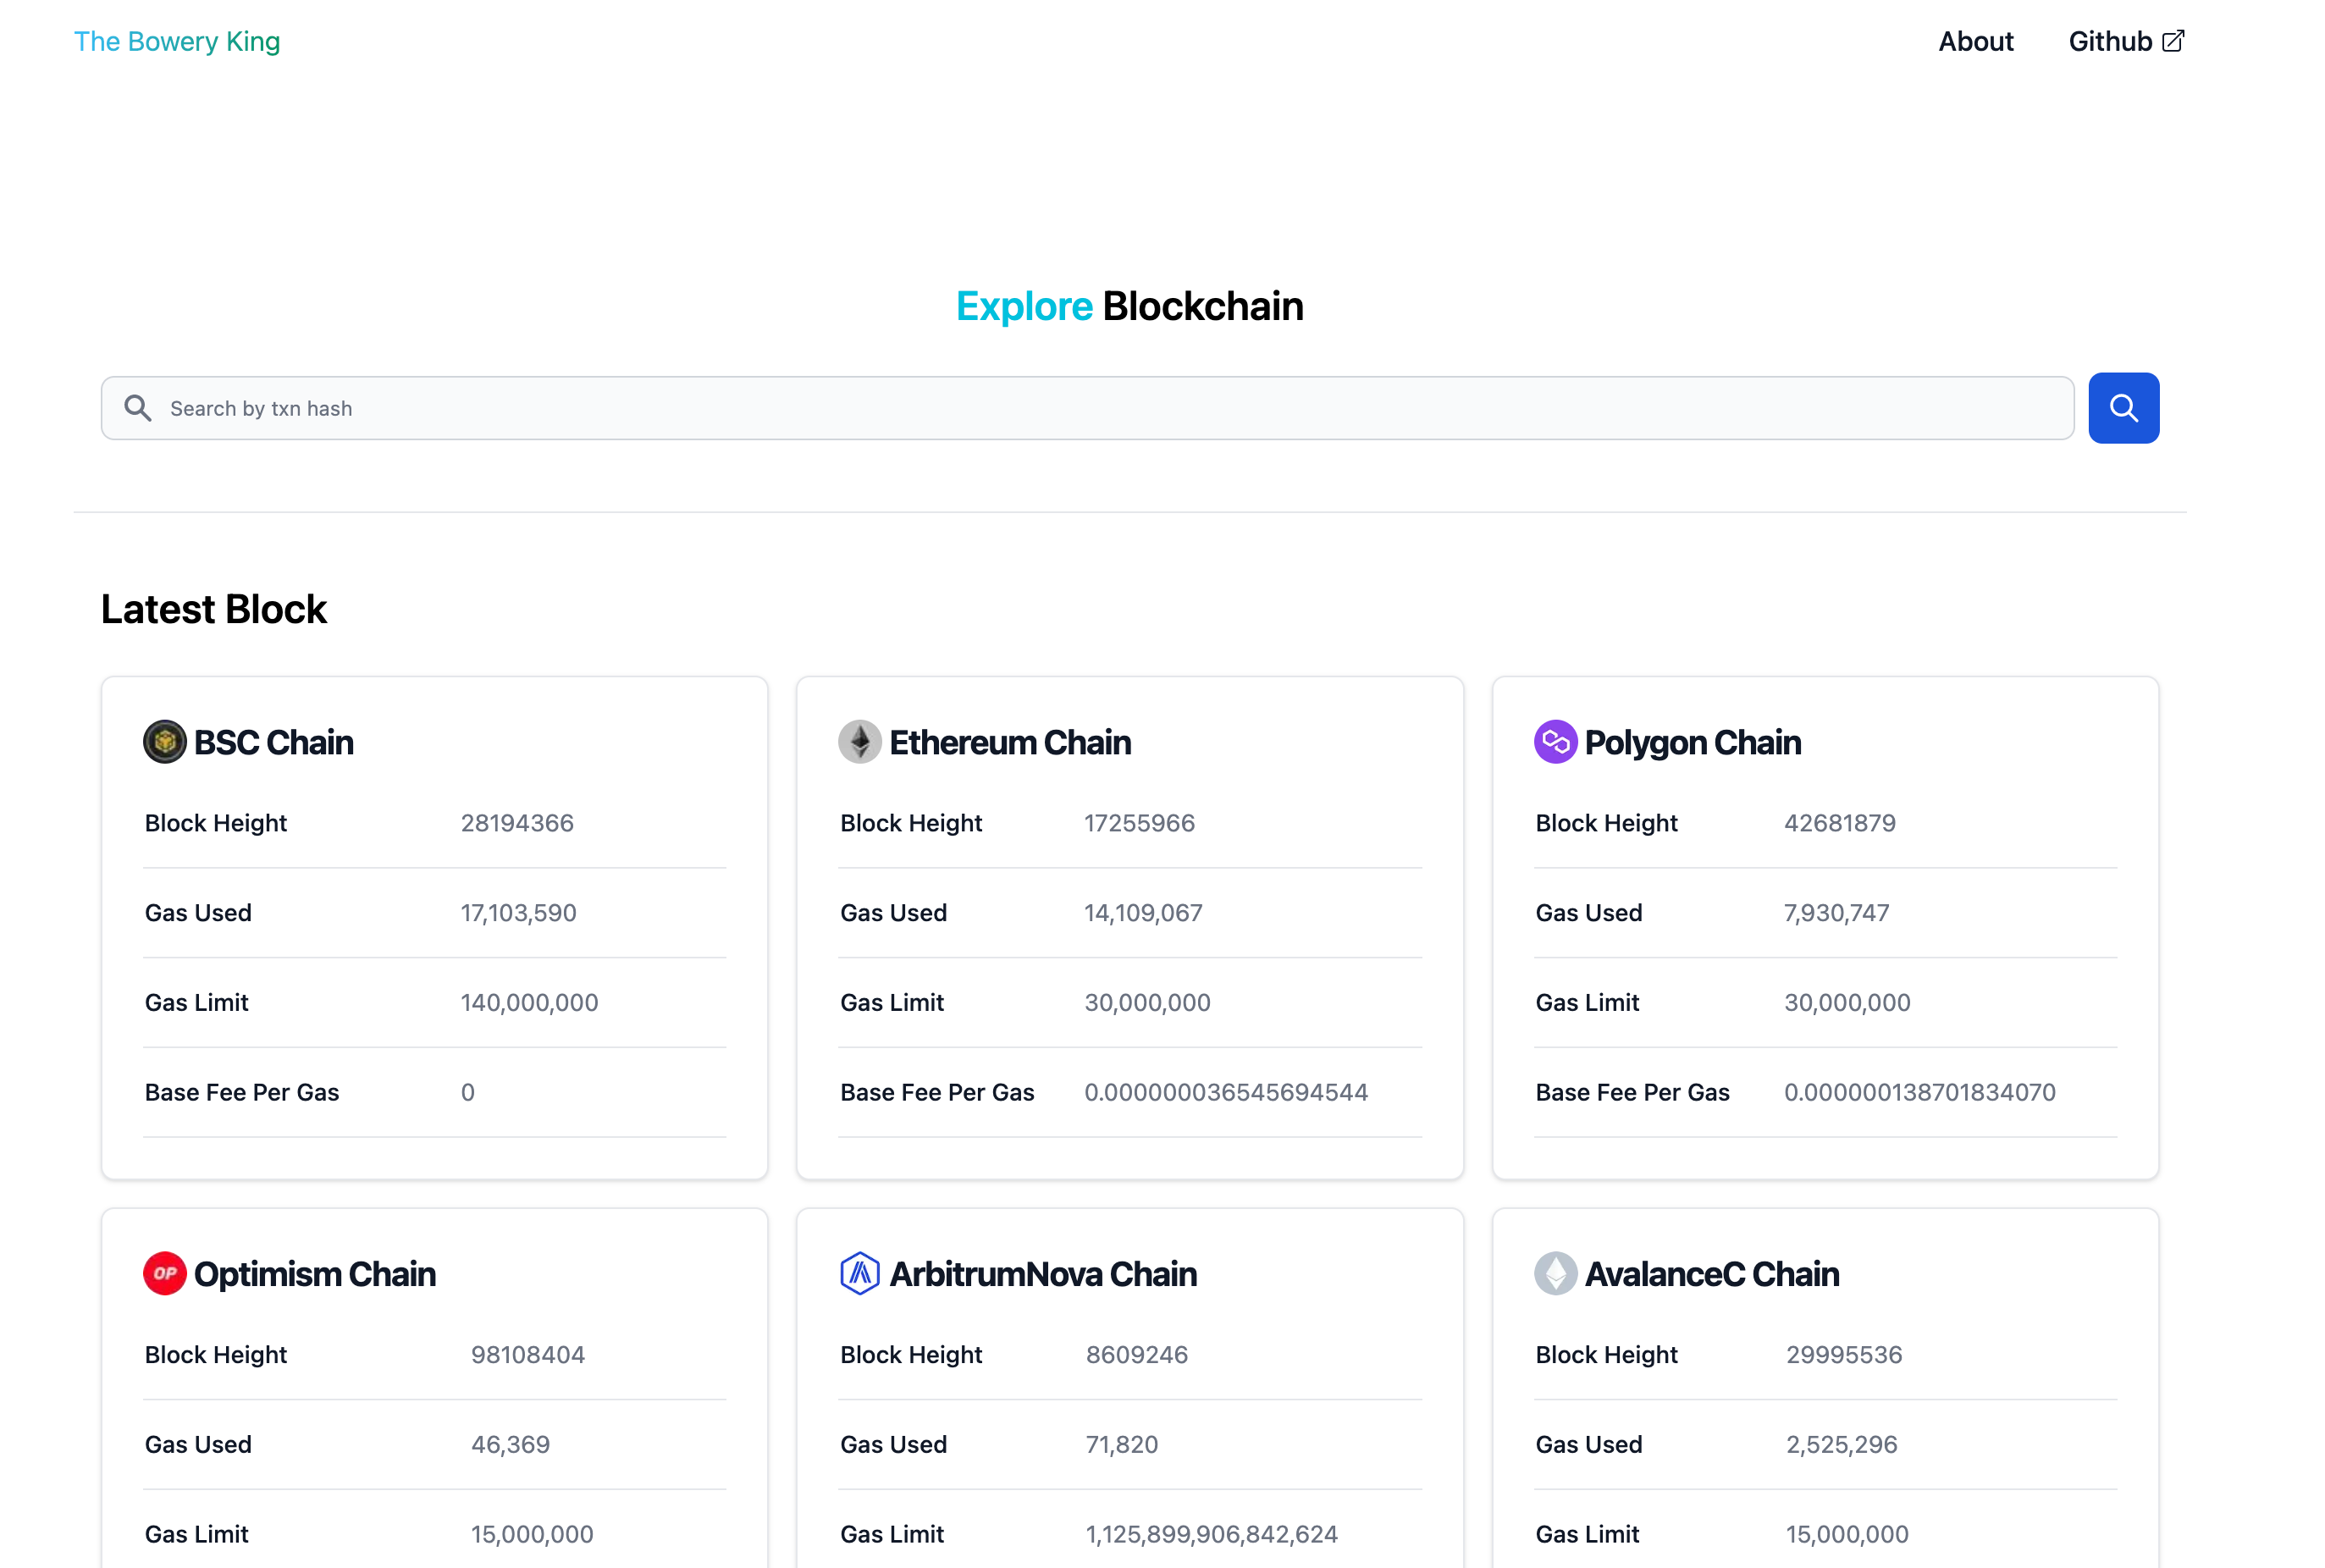 The Bowery King
About
Github
Explore Blockchain
Search by txn hash
Latest Block
BSC Chain
Block Height 28194366
Gas Used 17,103,590
Gas Limit 140,000,000
Base Fee Per Gas 0
Ethereum Chain
Block Height 17255966
Gas Used 14,109,067
Gas Limit 30,000,000
Base Fee Per Gas 0.000000036545694544
Polygon Chain
Block Height 42681879
Gas Used 7,930,747
Gas Limit 30,000,000
Base Fee Per Gas 0.000000138701834070
OP
Optimism Chain
Block Height 98108404
Gas Used 46,369
Gas Limit 15,000,000
ArbitrumNova Chain
Block Height 8609246
Gas Used 71,820
Gas Limit 1,125,899,906,842,624
AvalanceC Chain
Block Height 29995536
Gas Used 2,525,296
Gas Limit 15,000,000